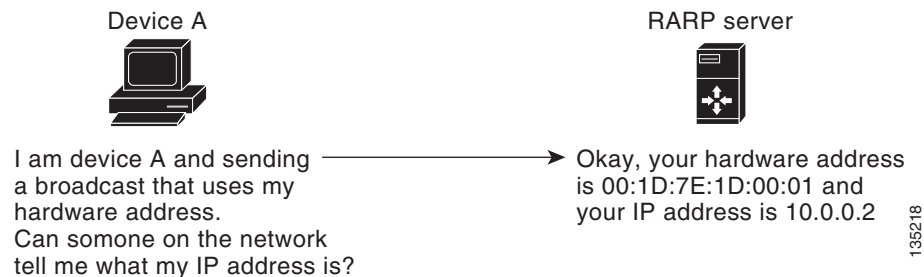 Device A
RARP server
I am device A and sending
a broadcast that uses my
hardware address.
Can somone on the network
tell me what my IP address is?
Okay, your hardware address
is 00:1D:7E:1D:00:01 and
your IP address is 10.0.0.2
135218